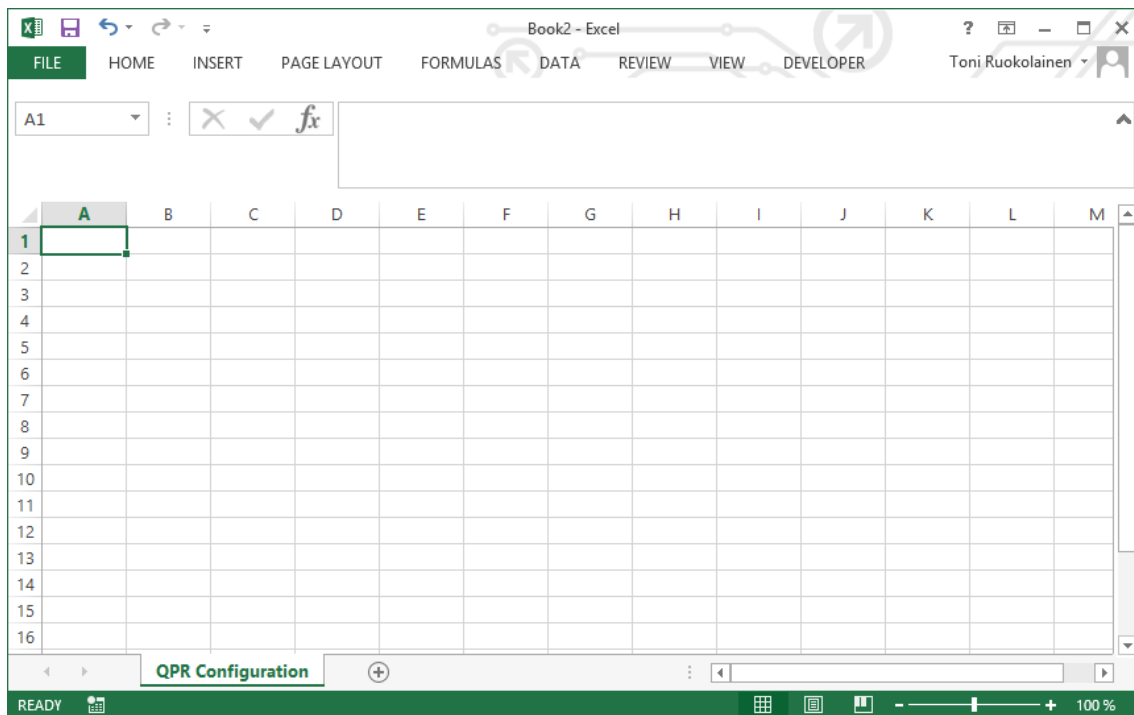 Book2 - Excel ?
FILE HOME INSERT PAGE LAYOUT FORMULAS DATA REVIEW VIEW DEVELOPER Toni Ruokolainen
A1 fx
A B C D E F G H I J K L M
1
2
3
4
5
6
7
8
9
10
11
12
13
14
15
16
QPR Configuration
READY 100 %